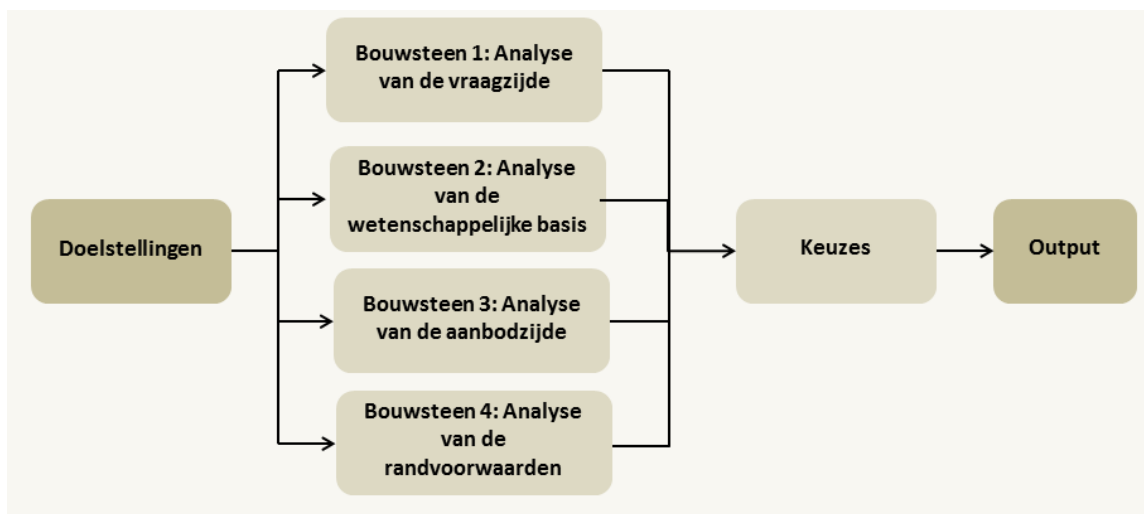 Doelstellingen
Bouwsteen 1: Analyse
van de vraagzijde
Bouwsteen 2: Analyse
van de
wetenschappelijke basis
Bouwsteen 3: Analyse
van de aanbodzijde
Bouwsteen 4: Analyse
van de
randvoorwaarden
Keuzes
Output